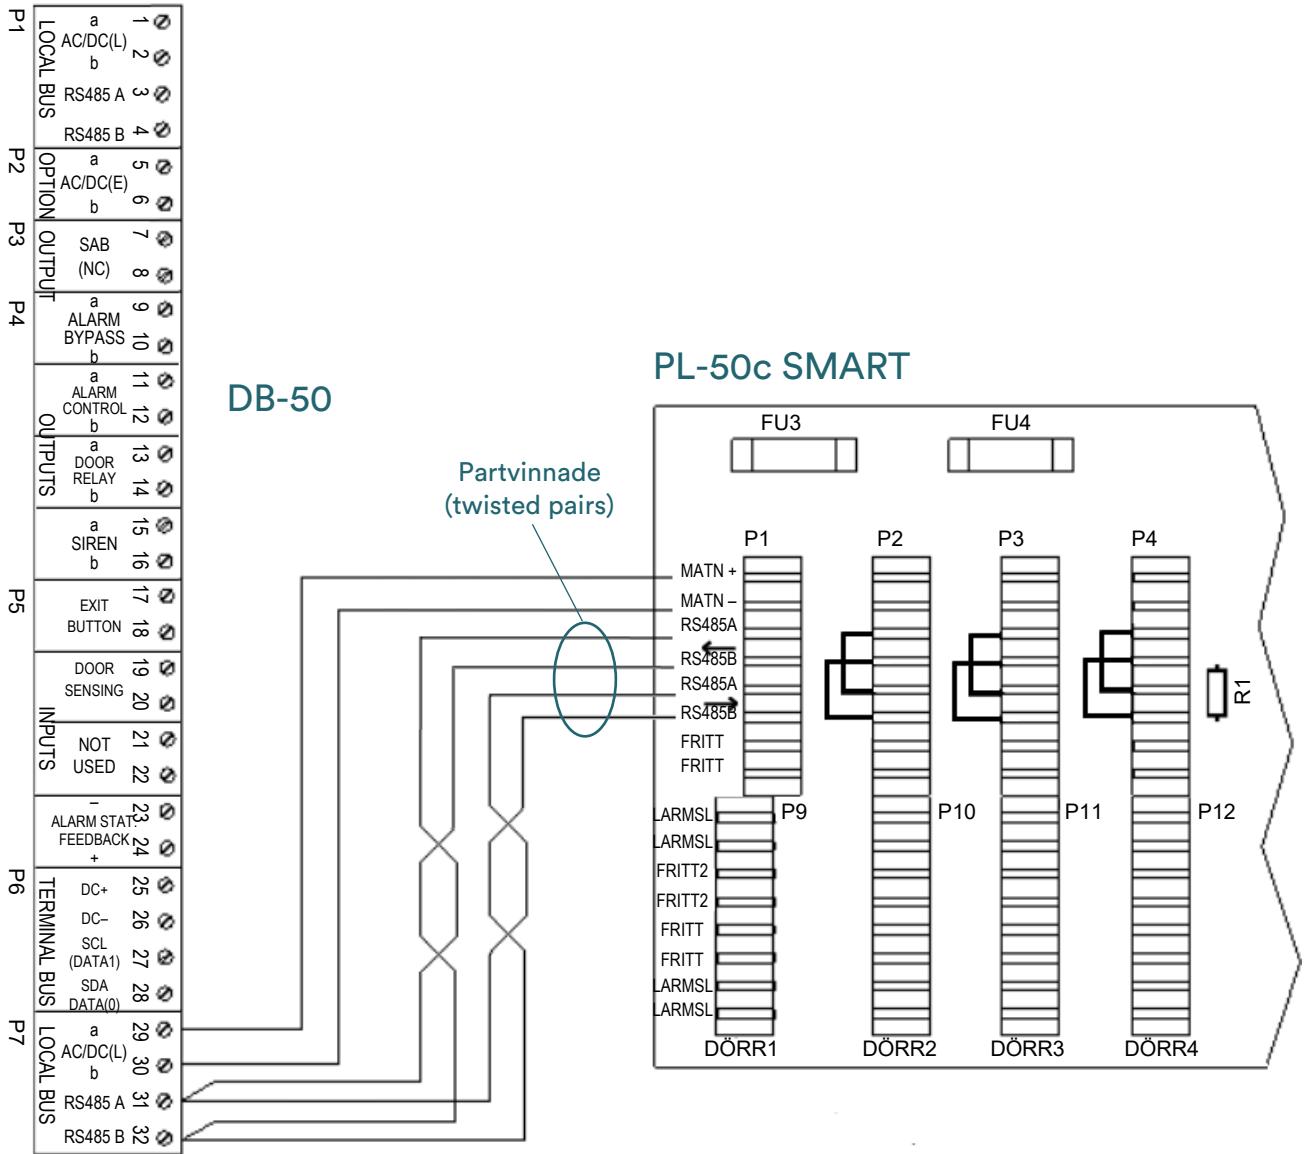 P1
LOCAL BUS
a
AC/DC(L)
b
RS485 A
RS485 B
1
2
3
4
P2
OPTION
a
AC/DC(E)
b
5
6
P3
OUTPUT
SAB
(NC)
7
8
P4
OUTPUTS
a
ALARM
BYPASS
b
9
10
a
ALARM
CONTROL
b
11
12
a
DOOR
RELAY
b
13
14
a
SIREN
b
15
16
P5
INPUTS
EXIT
BUTTON
17
18
DOOR
SENSING
19
20
NOT
USED
21
22
–
ALARM STAT.
FEEDBACK
+
23
24
P6
TERMINAL BUS
DC+
DC–
SCL
(DATA1)
SDA
DATA(0)
25
26
27
28
P7
LOCAL BUS
a
AC/DC(L)
b
RS485 A
RS485 B
29
30
31
32
DB-50
Partvinnade
(twisted pairs)
PL-50c SMART
FU3
FU4
P1
P2
P3
P4
MATN +
MATN –
RS485A
RS485B
RS485A
RS485B
FRITT
FRITT
R1
P9
P10
P11
P12
LARMSL
LARMSL
FRITT2
FRITT2
FRITT
FRITT
LARMSL
LARMSL
DÖRR1
DÖRR2
DÖRR3
DÖRR4